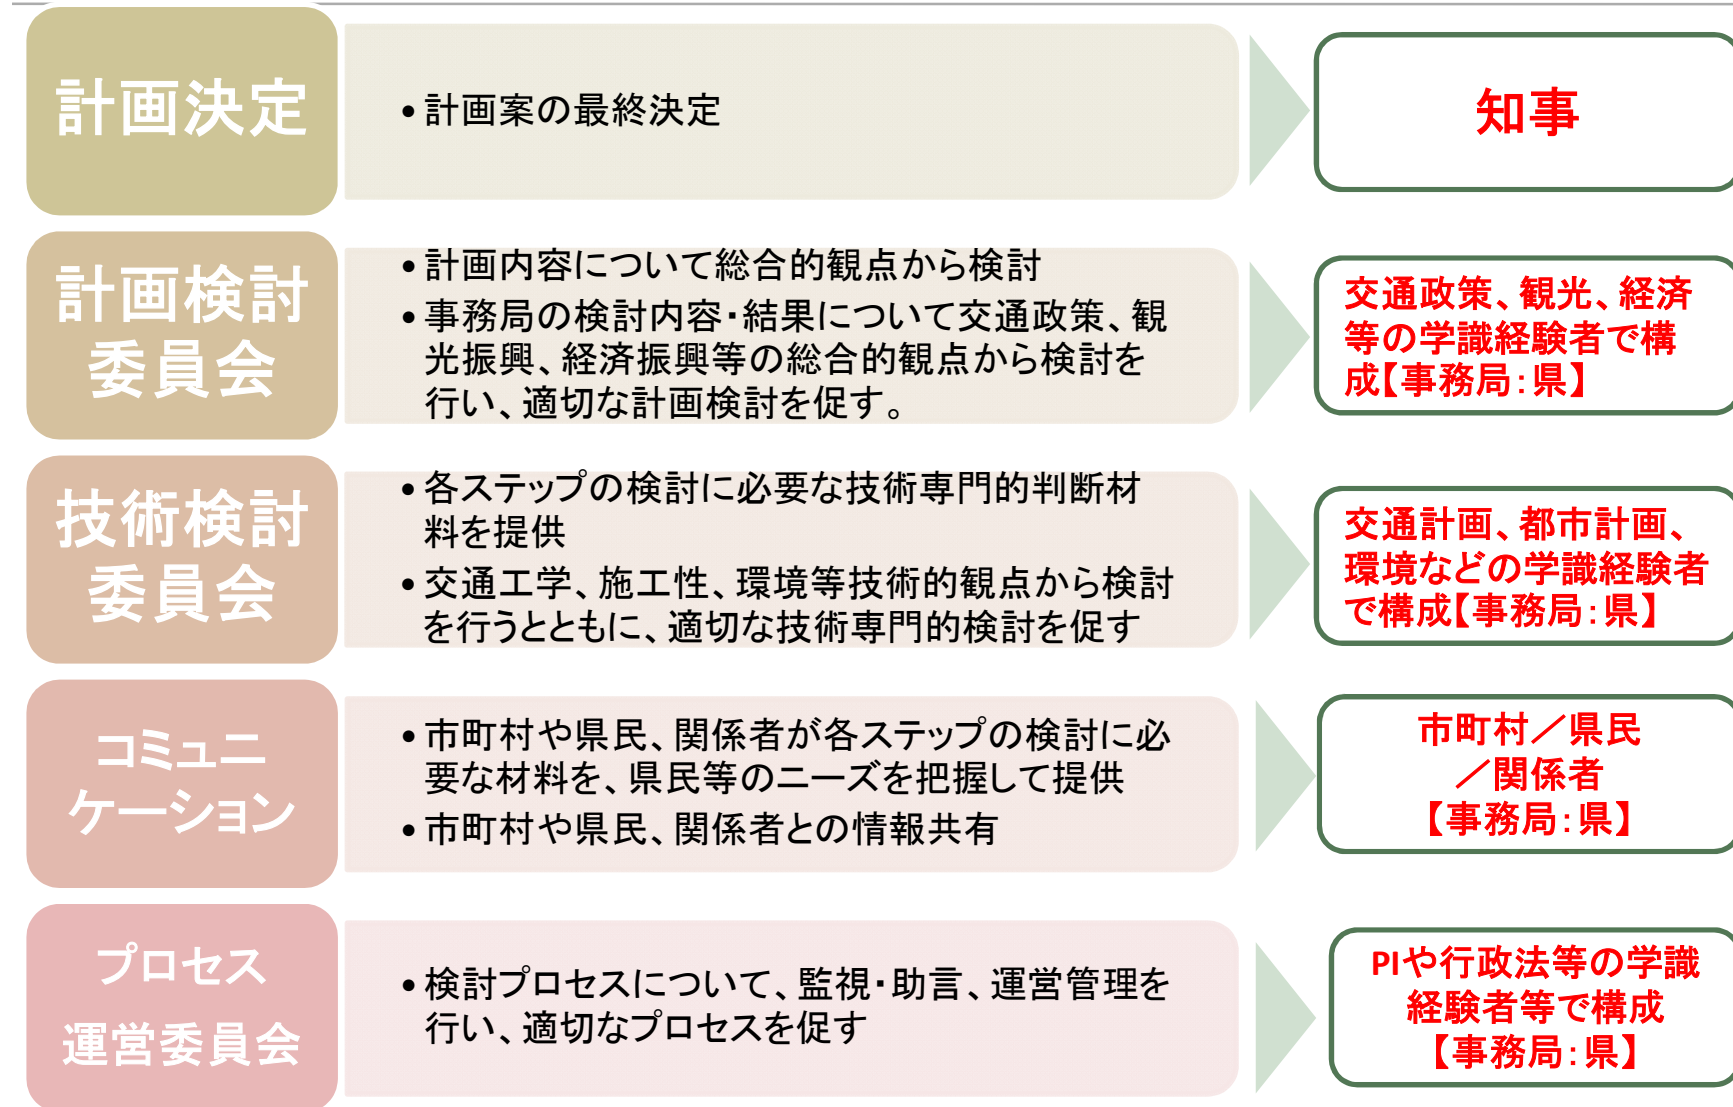 計画決定
•計画案の最終決定
知事
計画検討
委員会
•計画内容について総合的観点から検討
•事務局の検討内容・結果について交通政策、観
光振興、経済振興等の総合的観点から検討を
行い、適切な計画検討を促す。
交通政策、観光、経済
等の学識経験者で構
成【事務局：県】
技術検討
委員会
•各ステップの検討に必要な技術専門的判断材
料を提供
•交通工学、施工性、環境等技術的観点から検討
を行うとともに、適切な技術専門的検討を促す
交通計画、都市計画、
環境などの学識経験者
で構成【事務局：県】
コミュニ
ケーション
•市町村や県民、関係者が各ステップの検討に必
要な材料を、県民等のニーズを把握して提供
•市町村や県民、関係者との情報共有
市町村／県民
／関係者
【事務局：県】
プロセス
運営委員会
•検討プロセスについて、監視・助言、運営管理を
行い、適切なプロセスを促す
PIや行政法等の学識
経験者等で構成
【事務局：県】